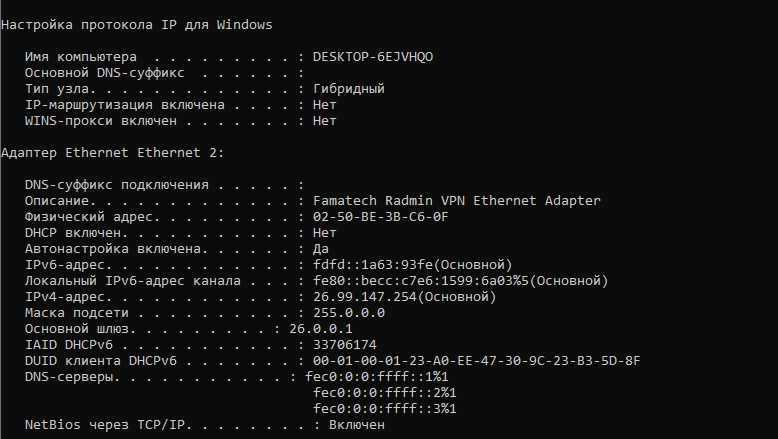 Настройка протокола IP для Windows
Имя компьютера . . . . . . . . . : DESKTOP-6EJVHQO
Основной DNS-суффикс . . . . . . :
Тип узла. . . . . . . . . . . . . : Гибридный
IP-маршрутизация включена . . . . : Нет
WINS-прокси включен . . . . . . . : Нет
Адаптер Ethernet Ethernet 2:
DNS-суффикс подключения . . . . . :
Описание. . . . . . . . . . . . . : Famatech Radmin VPN Ethernet Adapter
Физический адрес. . . . . . . . . : 02-50-BE-3B-C6-0F
DHCP включен. . . . . . . . . . . : Нет
Автонастройка включена. . . . . . : Да
IPv6-адрес. . . . . . . . . . . . : fdfd::1a63:93fe(Основной)
Локальный IPv6-адрес канала . . . : fe80::becc:c7e6:1599:6a03%5(Основной)
IPv4-адрес. . . . . . . . . . . . : 26.99.147.254(Основной)
Маска подсети . . . . . . . . . . : 255.0.0.0
Основной шлюз. . . . . . . . . : 26.0.0.1
IAID DHCPv6 . . . . . . . . . . . : 33706174
DUID клиента DHCPv6 . . . . . . . : 00-01-00-01-23-A0-EE-47-30-9C-23-B3-5D-8F
DNS-серверы. . . . . . . . . . . : fec0:0:0:ffff::1%1
fec0:0:0:ffff::2%1
fec0:0:0:ffff::3%1
NetBios через TCP/IP. . . . . . . . : Включен